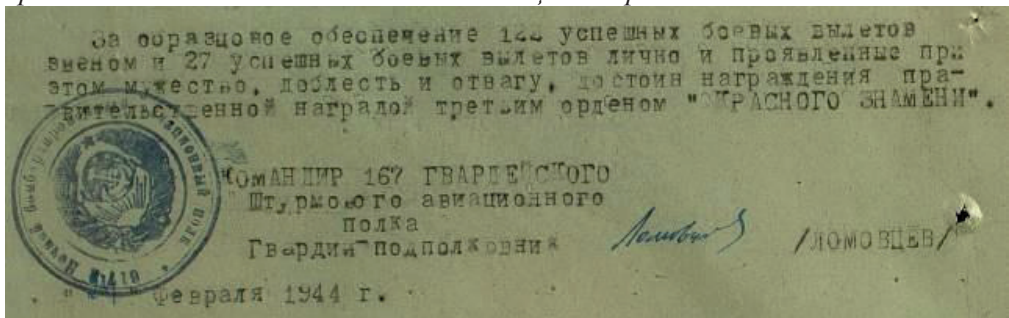 За образцовое обеспечение 122 успешных боевых вылетов
звеном и 27 успешных боевых вылетов лично и проявленные при
этом мужество, доблесть и отвагу, достоин награждения пра-
вительственной наградой третьим орденом "КРАСНОГО ЗНАМЕНИ".
КОМАНДИР 167 ГВАРДЕЙСКОГО
Штурмового авиационного
полка
Гвардии подполковник /ЛОМОВЦЕВ/
Февраля 1944 г.